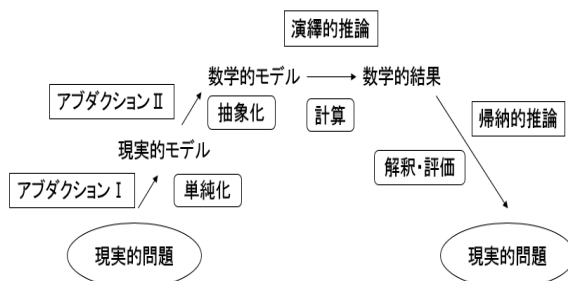 演繹的推論
数学的モデル
数学的結果
アブダクションⅡ
抽象化
計算
帰納的推論
現実的モデル
解釈・評価
アブダクションⅠ
単純化
現実的問題
現実的問題